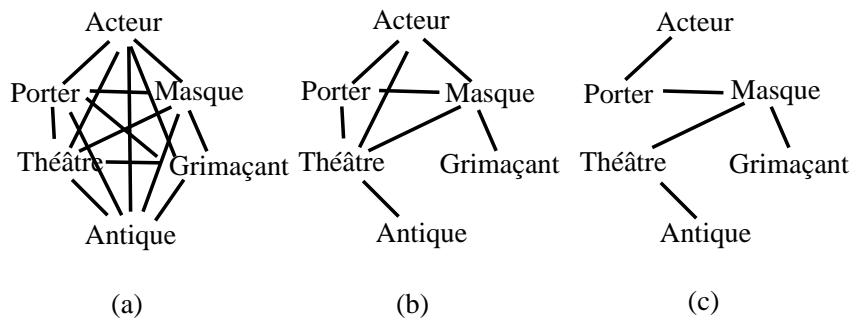 Acteur
Porter Masque
Théâtre Grimaçant
Antique
(a)
Acteur
Porter Masque
Théâtre Grimaçant
Antique
(b)
Acteur
Porter Masque
Théâtre Grimaçant
Antique
(c)